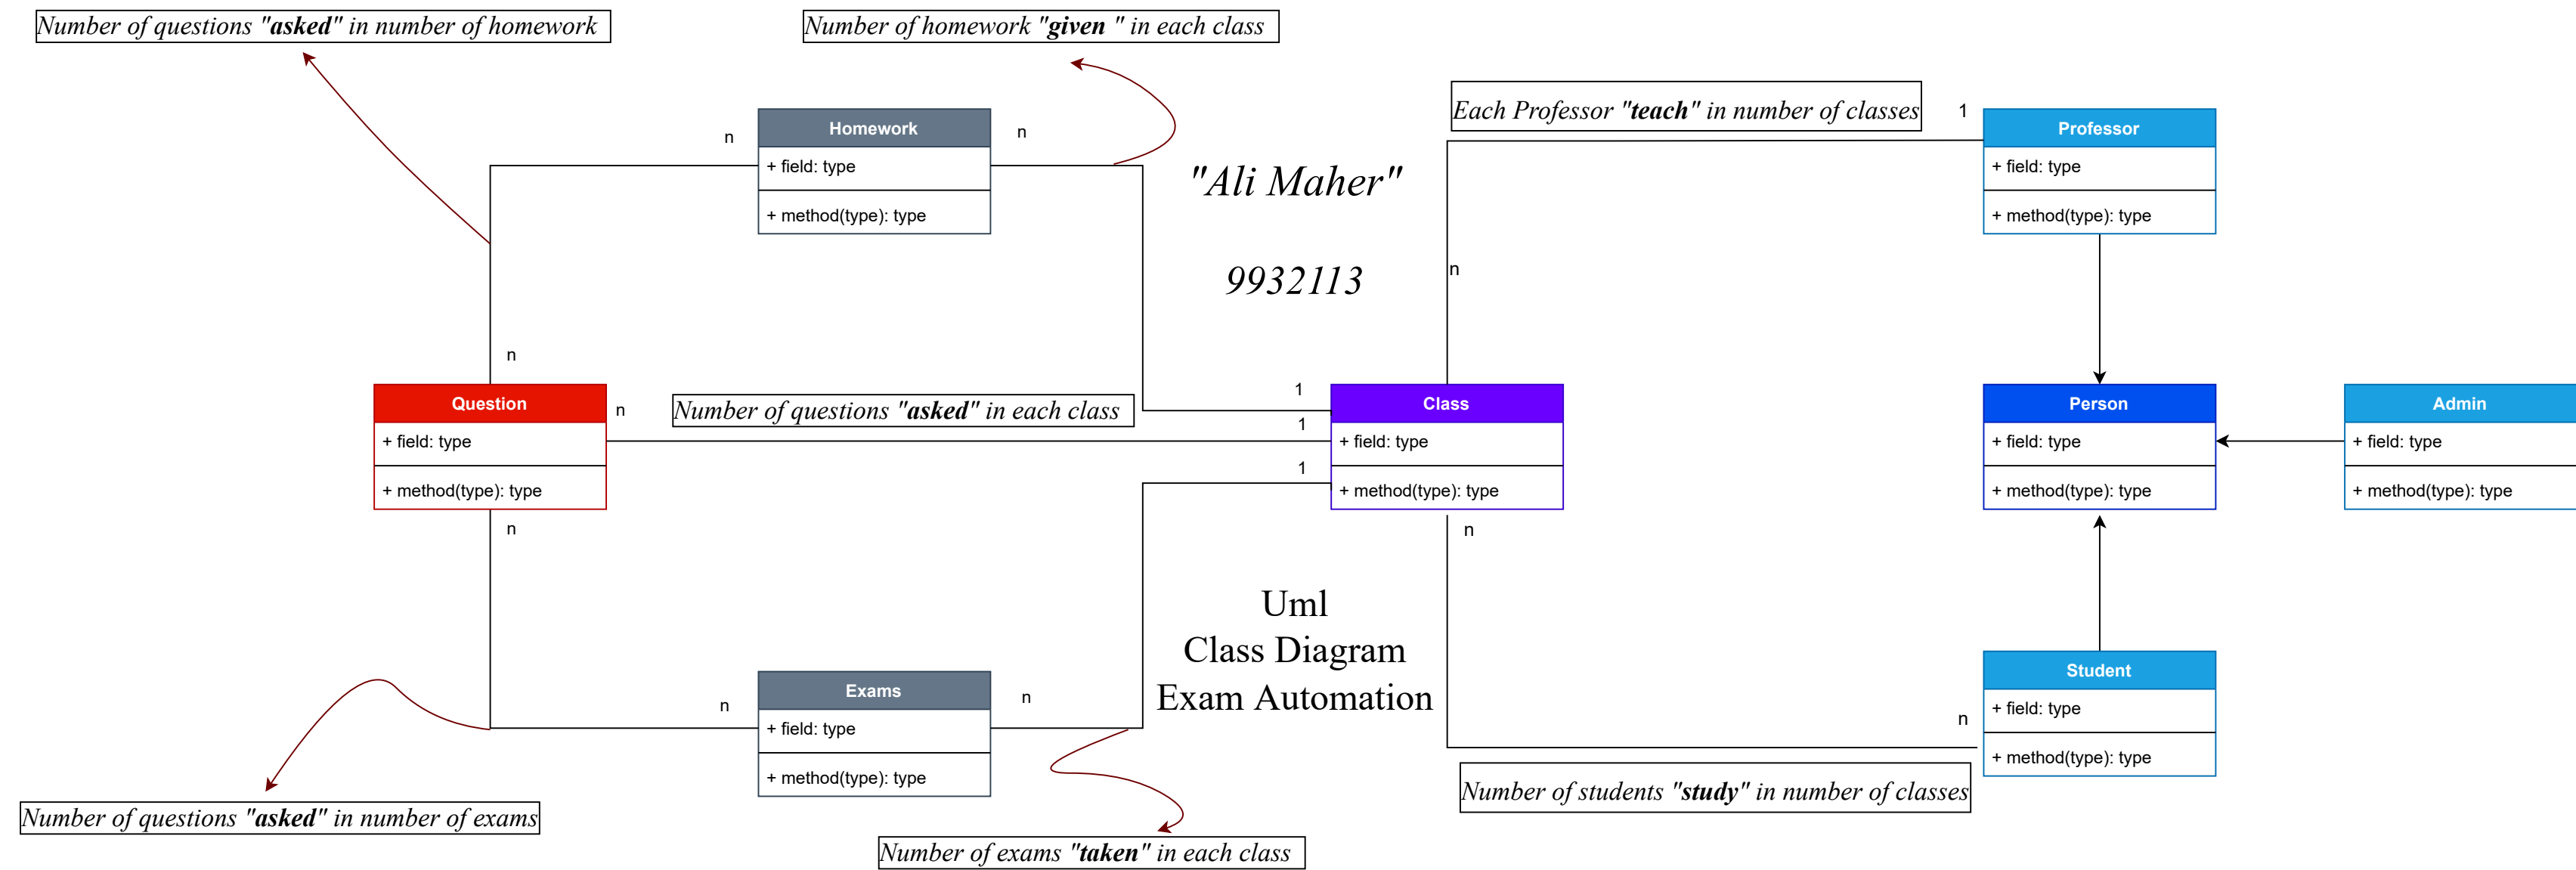 Number of questions "asked" in number of homework
Number of homework "given " in each class
Each Professor "teach" in number of classes
1
n
Homework
+ field: type
+ method(type): type
n
Professor
+ field: type
+ method(type): type
"Ali Maher"
9932113
n
n
Question
+ field: type
+ method(type): type
n
Number of questions "asked" in each class
1
1
1
Class
+ field: type
+ method(type): type
Person
+ field: type
+ method(type): type
Admin
+ field: type
+ method(type): type
n
n
Uml
Class Diagram
Exam Automation
n
Exams
+ field: type
+ method(type): type
n
n
Student
+ field: type
+ method(type): type
Number of students "study" in number of classes
Number of questions "asked" in number of exams
Number of exams "taken" in each class